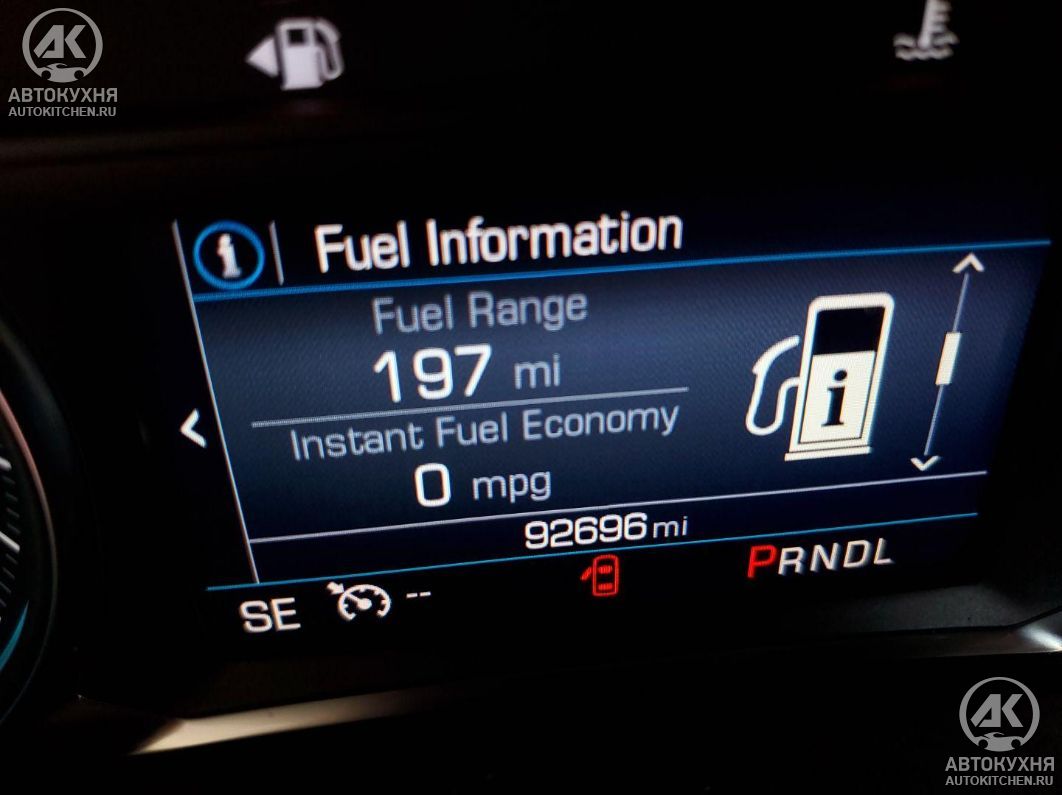 АК
АВТОКУХНЯ
AUTOKITCHEN.RU
i Fuel Information
Fuel Range
197 mi
Instant Fuel Economy
0 mpg
i
92696 mi
SE -- PRNDL
АК
АВТОКУХНЯ
AUTOKITCHEN.RU